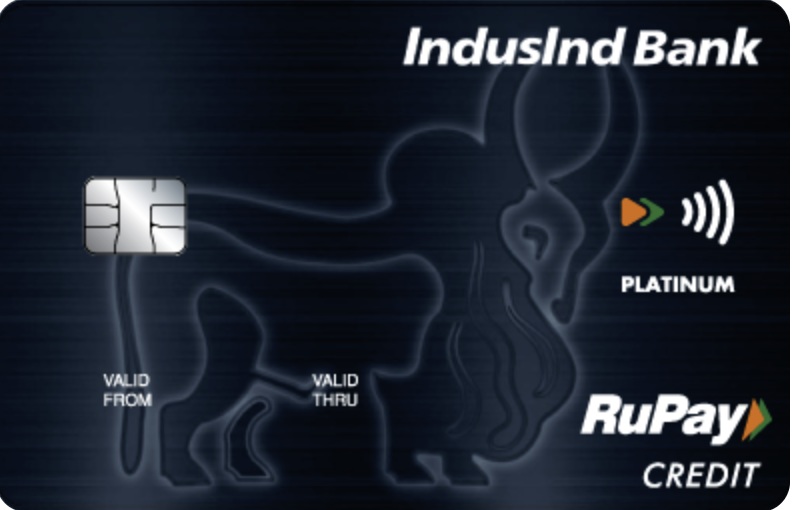 IndusInd Bank
PLATINUM
VALID
FROM
VALID
THRU
RuPay
CREDIT